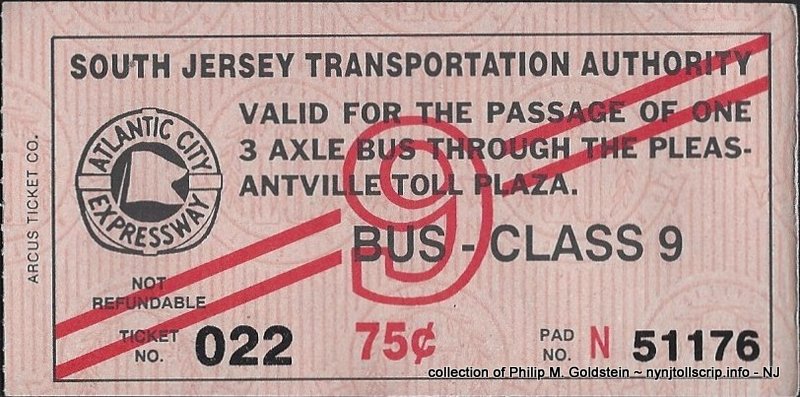 SOUTH JERSEY TRANSPORTATION AUTHORITY
VALID FOR THE PASSAGE OF ONE
3 AXLE BUS THROUGH THE PLEAS-
ANTVILLE TOLL PLAZA.
ATLANTIC CITY
EXPRESSWAY
9
BUS - CLASS 9
ARCUS TICKET CO.
NOT
REFUNDABLE
TICKET
NO. 022
75¢
PAD
NO. N 51176
collection of Philip M. Goldstein ~ nynjtollscrip.info - NJ